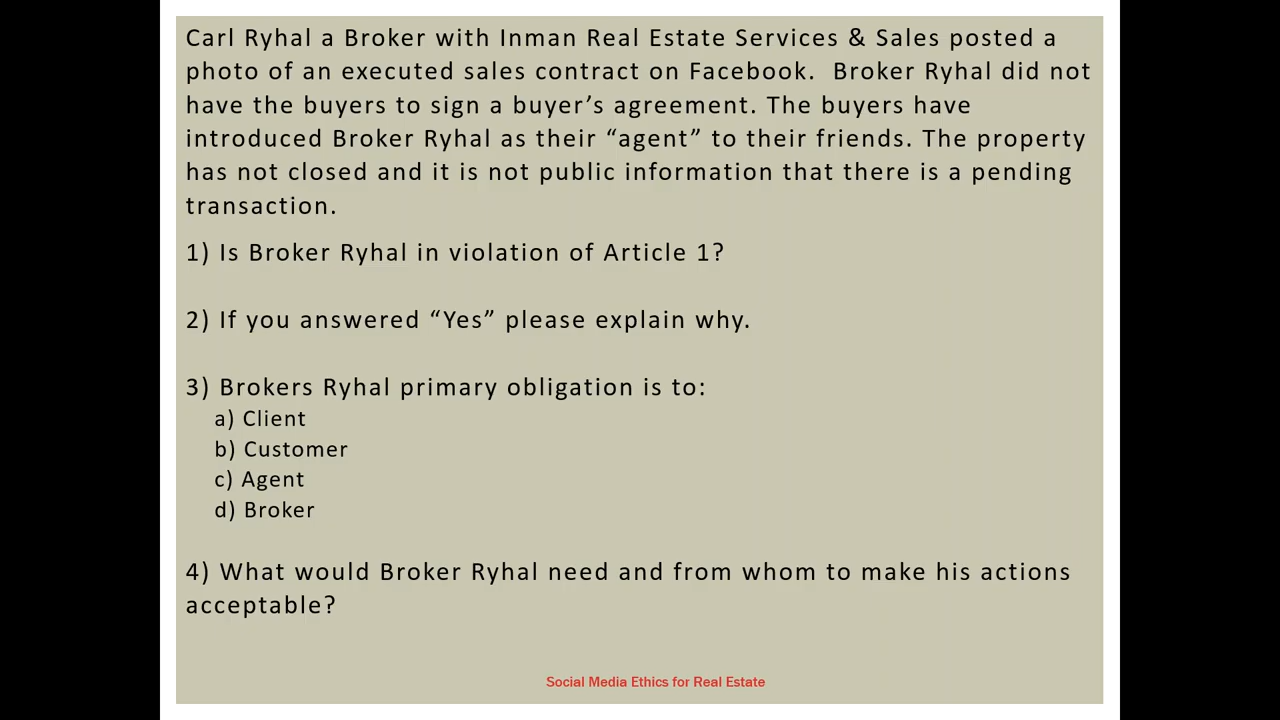 Carl Ryhal a Broker with Inman Real Estate Services & Sales posted a
photo of an executed sales contract on Facebook.  Broker Ryhal did not
have the buyers to sign a buyer’s agreement. The buyers have
introduced Broker Ryhal as their “agent” to their friends. The property
has not closed and it is not public information that there is a pending
transaction.
1) Is Broker Ryhal in violation of Article 1?
2) If you answered “Yes” please explain why.
3) Brokers Ryhal primary obligation is to:
a) Client
b) Customer
c) Agent
d) Broker
4) What would Broker Ryhal need and from whom to make his actions
acceptable?
Social Media Ethics for Real Estate